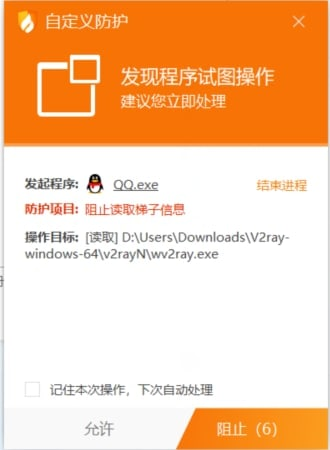 自定义防护
发现程序试图操作
建议您立即处理
发起程序: QQ.exe 结束进程
防护项目: 阻止读取梯子信息
操作目标: [读取] D:\Users\Downloads\V2ray-
windows-64\v2rayN\wv2ray.exe
记住本次操作，下次自动处理
允许 阻止（6）